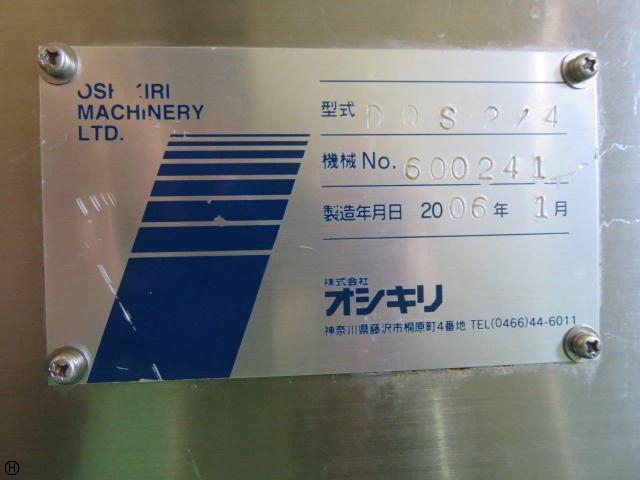 OSHIKIRI
MACHINERY
LTD.
型式 DQS 2/4
機械No. 600241
製造年月日 2006年 1月
株式会社
オシキリ
神奈川県藤沢市桐原町4番地 TEL(0466)44-6011
H